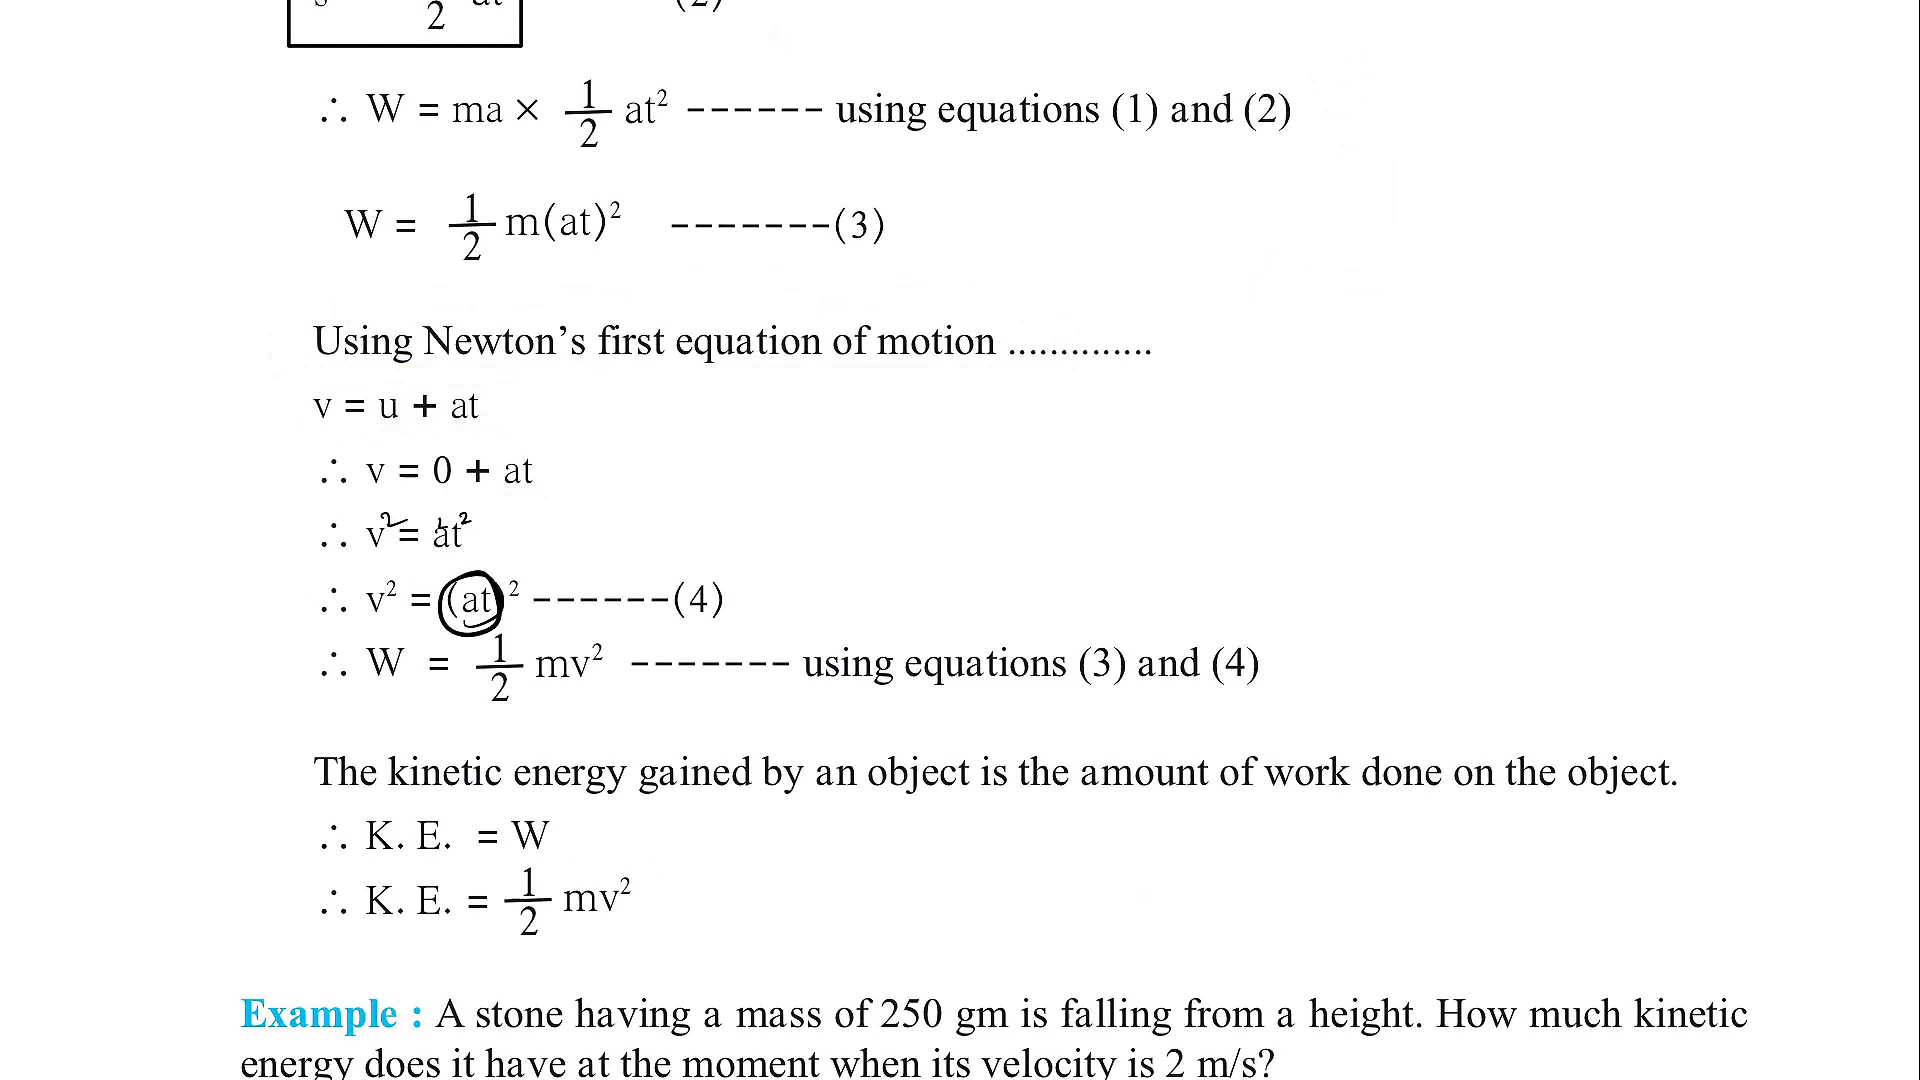 s 1/2 at (2)
∴ W = ma × 1/2 at² ------ using equations (1) and (2)
W = 1/2 m(at)² -------(3)
Using Newton’s first equation of motion ..............
v = u + at
∴ v = 0 + at
∴ v² = at²
∴ v² = (at)² ------(4)
∴ W = 1/2 mv² ------- using equations (3) and (4)
The kinetic energy gained by an object is the amount of work done on the object.
∴ K. E. = W
∴ K. E. = 1/2 mv²
Example : A stone having a mass of 250 gm is falling from a height. How much kinetic
energy does it have at the moment when its velocity is 2 m/s?